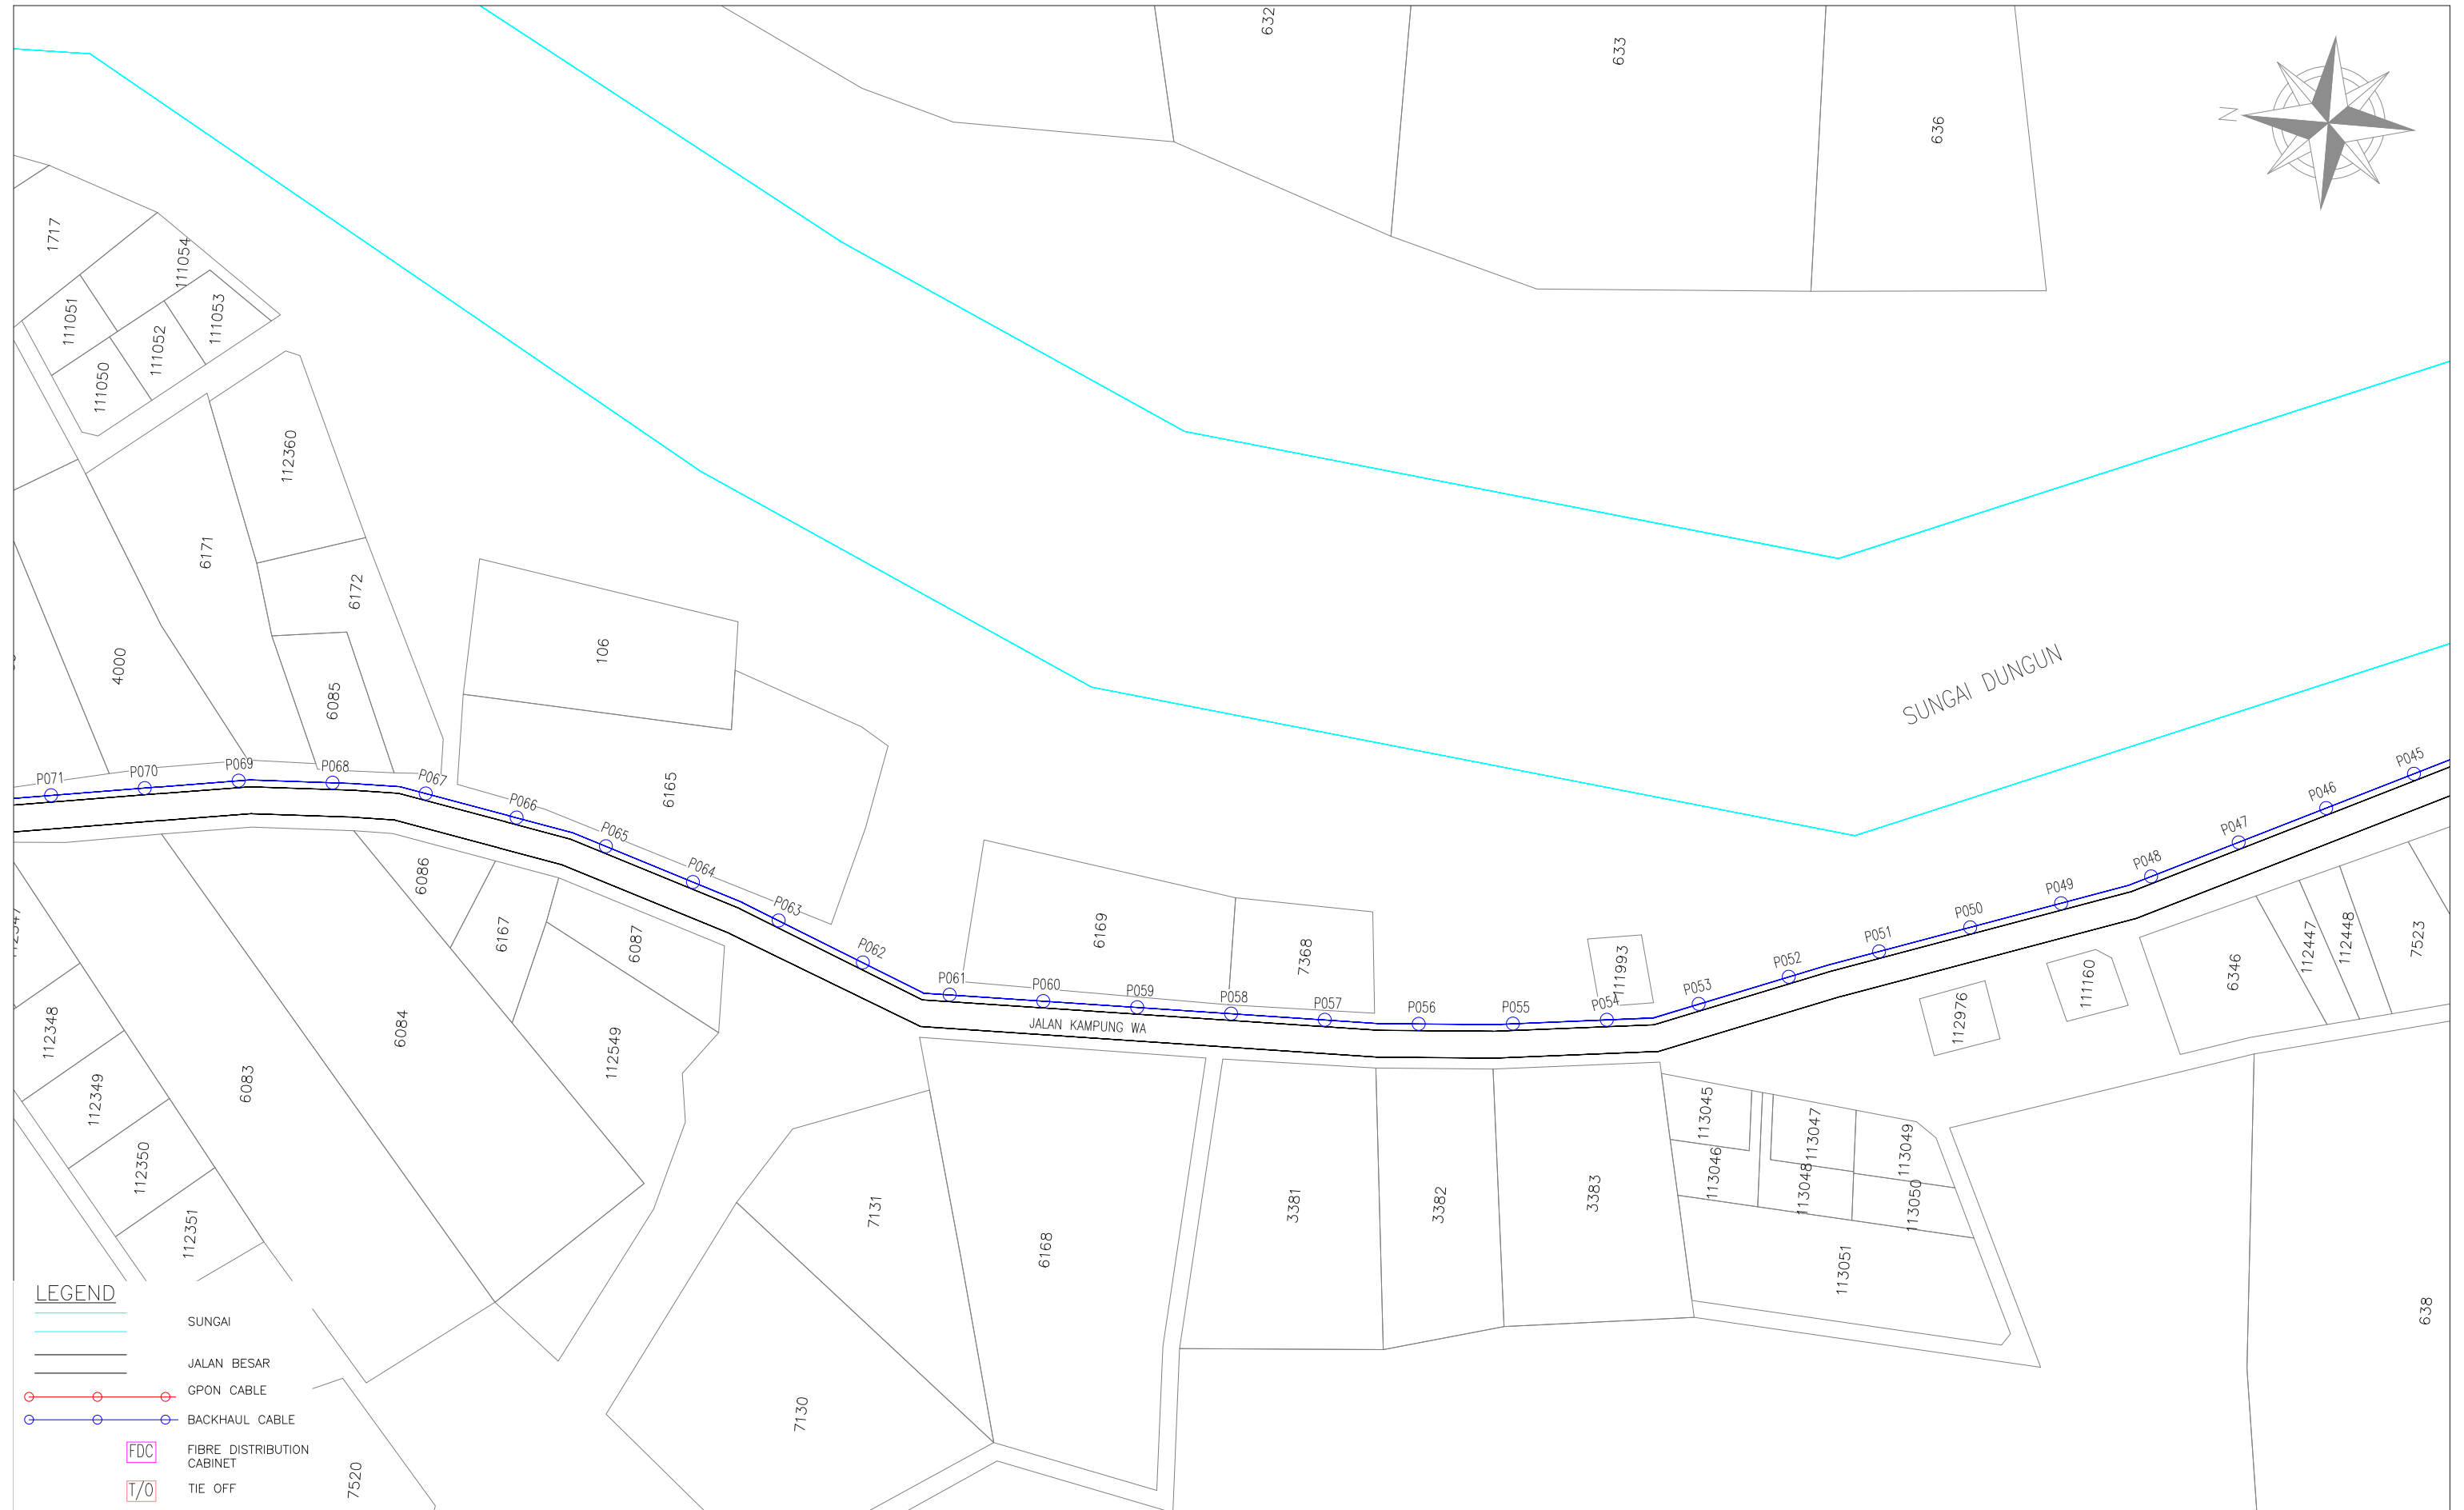 632
633
636
N
1717
111054
111051
111053
111052
111050
112360
6171
6172
106
4000
6085
SUNGAI DUNGUN
6165
P071
P070
P069
P068
P067
P066
P065
P064
P063
P062
P061
P060
P059
P058
P057
P056
P055
P054
P053
P052
P051
P050
P049
P048
P047
P046
P045
6086
6167
6087
6169
7368
111993
112976
111160
6346
112447
112448
7523
JALAN KAMPUNG WA
112348
6084
112549
6083
112349
112350
112351
7131
6168
3381
3382
3383
113045
113046
113047
113048
113049
113050
113051
638
7130
7520
LEGEND
SUNGAI
JALAN BESAR
GPON CABLE
BACKHAUL CABLE
FDC
FIBRE DISTRIBUTION
CABINET
T/O
TIE OFF